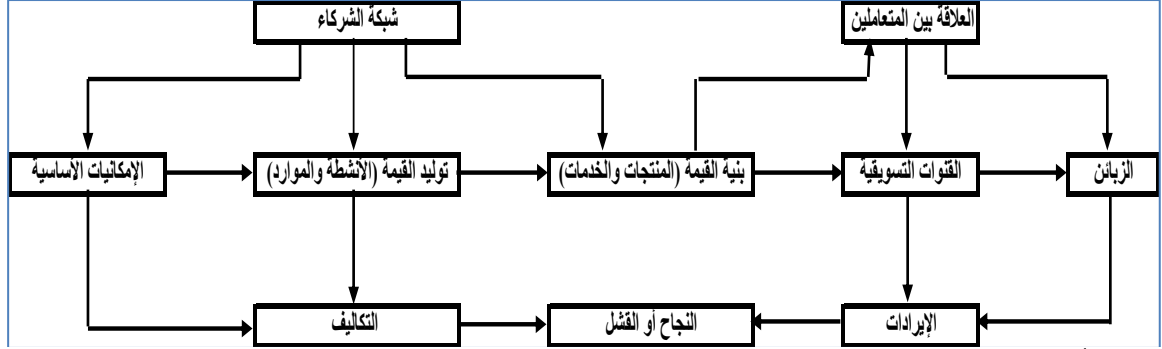 شبكة الشركاء
العلاقة بين المتعاملين
الإمكانيات الأساسية
توليد القيمة (الأنشطة والموارد)
بنية القيمة (المنتجات والخدمات)
القنوات التسويقية
الزبائن
التكاليف
النجاح أو الفشل
الإيرادات